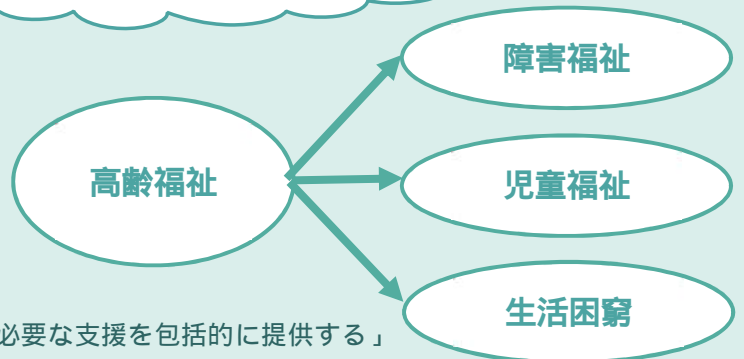 障害福祉
高齢福祉
児童福祉
生活困窮
必要な支援を包括的に提供する」